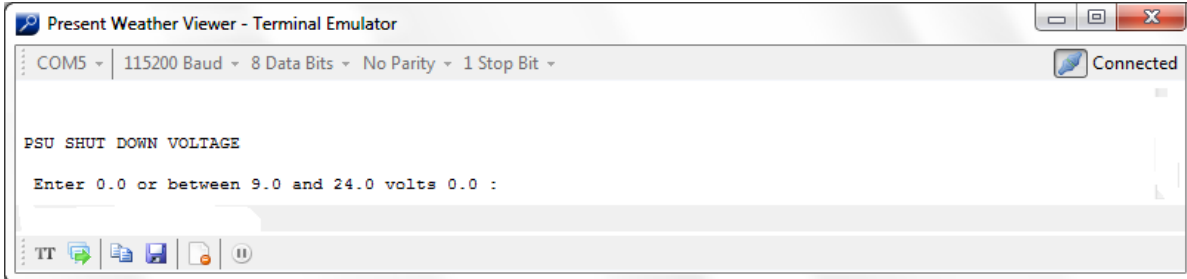 Present Weather Viewer - Terminal Emulator
COM5 115200 Baud 8 Data Bits No Parity 1 Stop Bit Connected
PSU SHUT DOWN VOLTAGE
Enter 0.0 or between 9.0 and 24.0 volts 0.0 :
TT